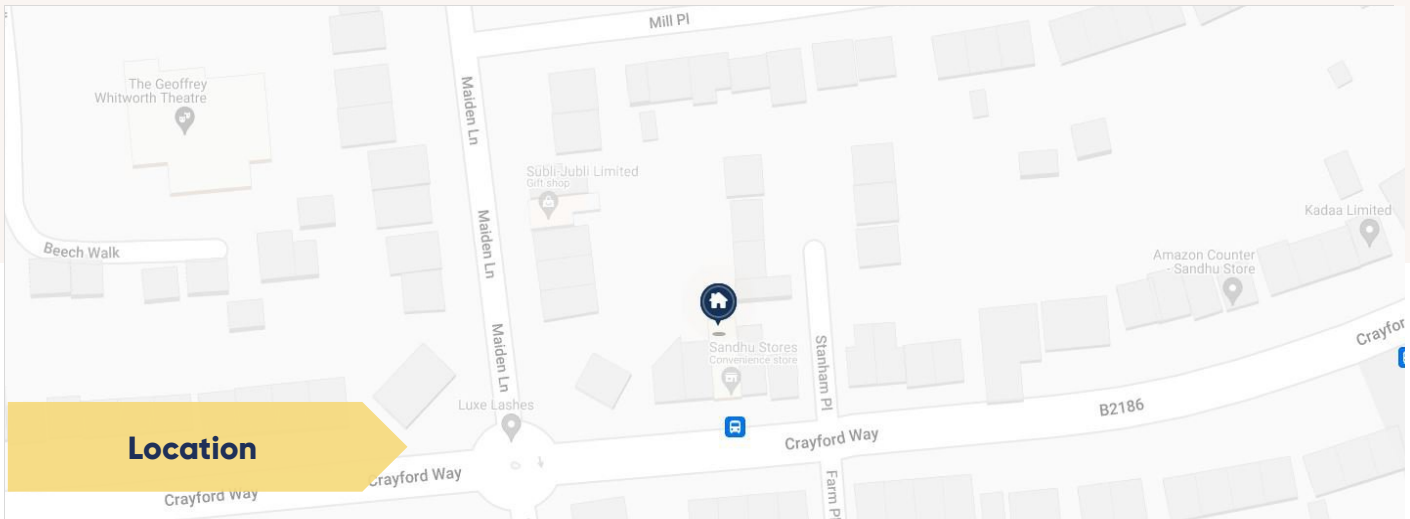 Mill Pl
The Geoffrey
Whitworth Theatre
Maiden Ln
Subli-Jubli Limited
Gift shop
Kadaa Limited
Maiden Ln
Beech Walk
Amazon Counter
- Sandhu Store
Maiden Ln
Stanham Pl
Sandhu Stores
Convenience store
Crayfor
Luxe Lashes
B2186
Crayford Way
Location
Crayford Way
Crayford Way
Farm Pl